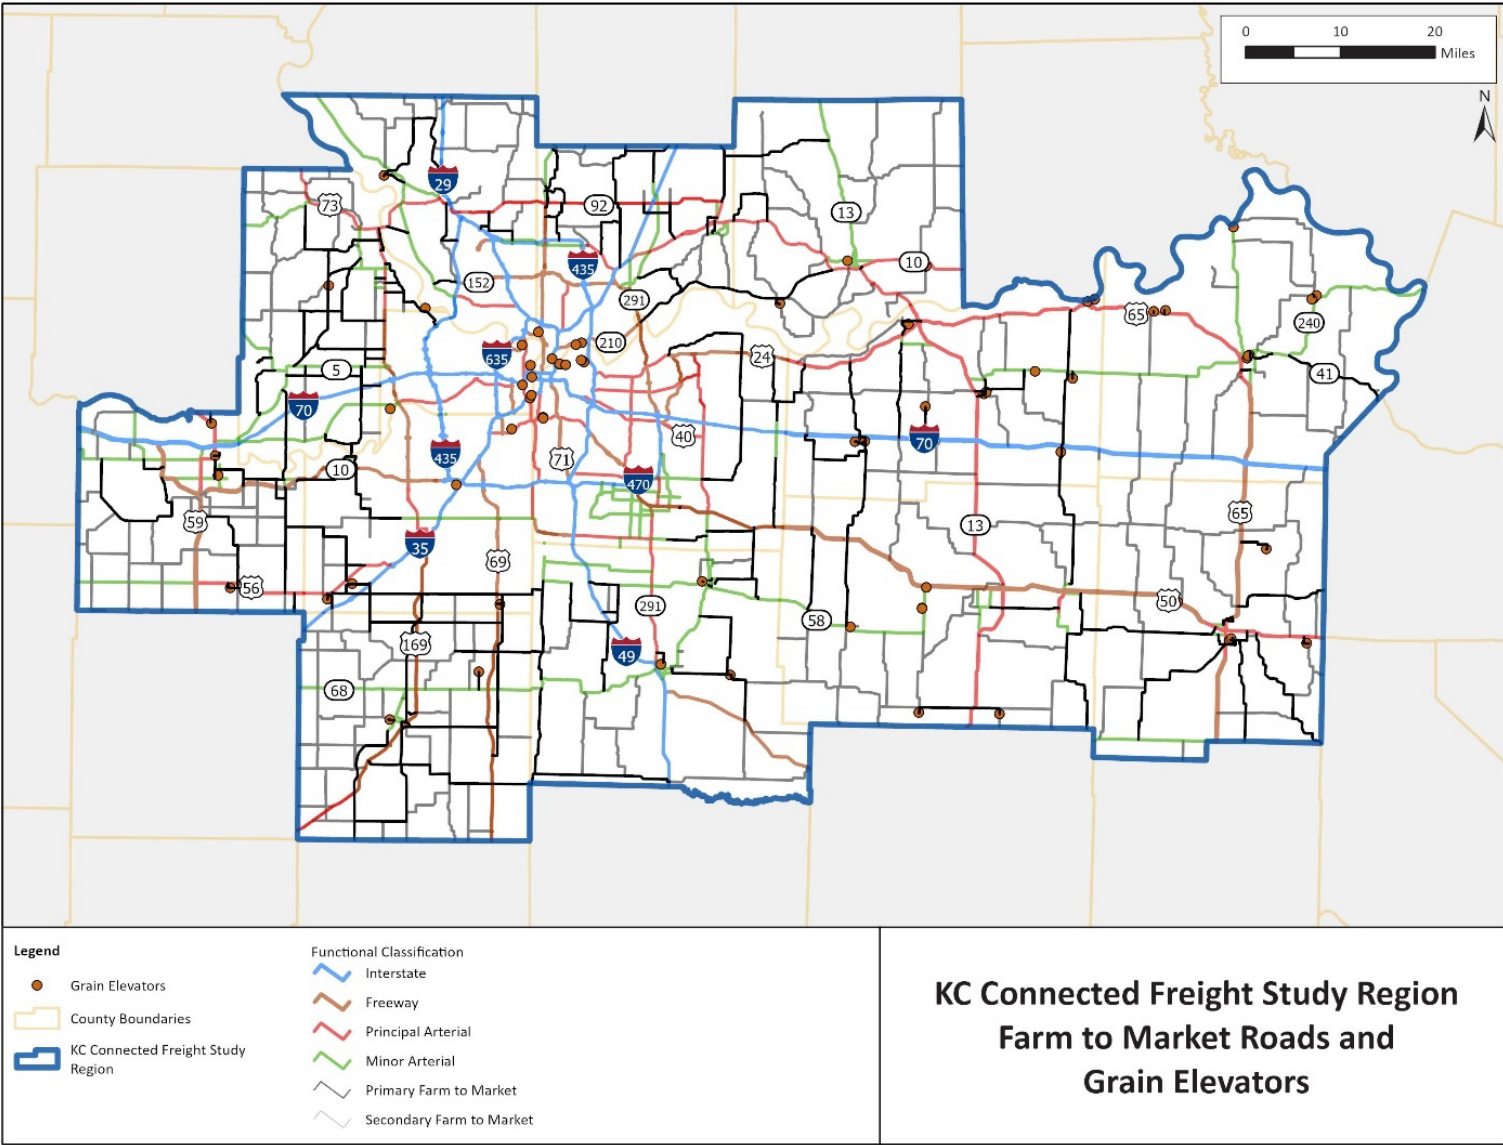 0 10 20
Miles
N
29
73
92
13
435
10
152
291
65
240
210
635
24
5
41
70
40
70
435
71
10
470
59
65
13
35
69
56
50
291
58
169
49
68
Legend
Grain Elevators
County Boundaries
KC Connected Freight Study
Region
Functional Classification
Interstate
Freeway
Principal Arterial
Minor Arterial
Primary Farm to Market
Secondary Farm to Market
KC Connected Freight Study Region
Farm to Market Roads and
Grain Elevators